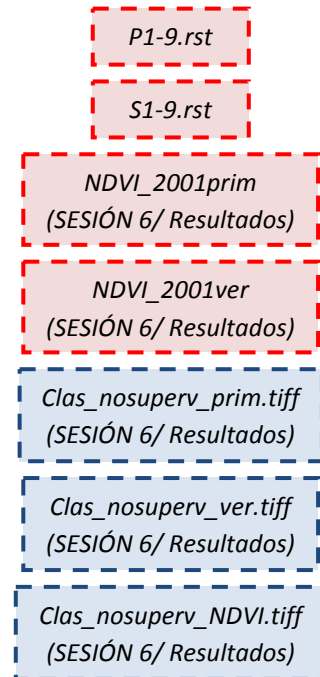 P1-9.rst
S1-9.rst
NDVI_2001prim
(SESIÓN 6/ Resultados)
NDVI_2001ver
(SESIÓN 6/ Resultados)
Clas_nosuperv_prim.tiff
(SESIÓN 6/ Resultados)
Clas_nosuperv_ver.tiff
(SESIÓN 6/ Resultados)
Clas_nosuperv_NDVI.tiff
(SESIÓN 6/ Resultados)